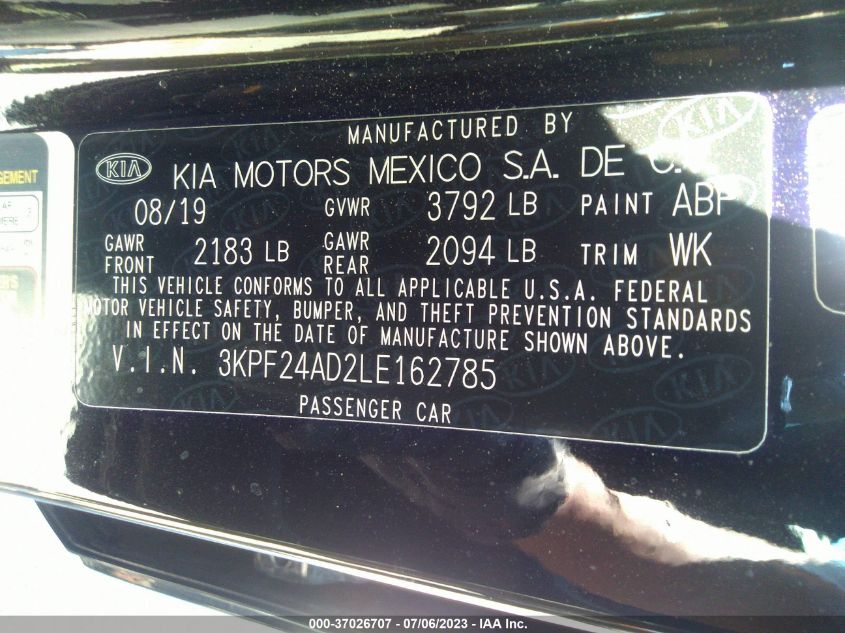 MANUFACTURED BY
KIA KIA MOTORS MEXICO S.A. DE
08/19 GVWR 3792 LB PAINT ABP
GAWR FRONT 2183 LB GAWR REAR 2094 LB TRIM WK
THIS VEHICLE CONFORMS TO ALL APPLICABLE U.S.A. FEDERAL
MOTOR VEHICLE SAFETY, BUMPER, AND THEFT PREVENTION STANDARDS
IN EFFECT ON THE DATE OF MANUFACTURE SHOWN ABOVE.
V.I.N. 3KPF24AD2LE162785
PASSENGER CAR
000-37026707 - 07/06/2023 - IAA Inc.